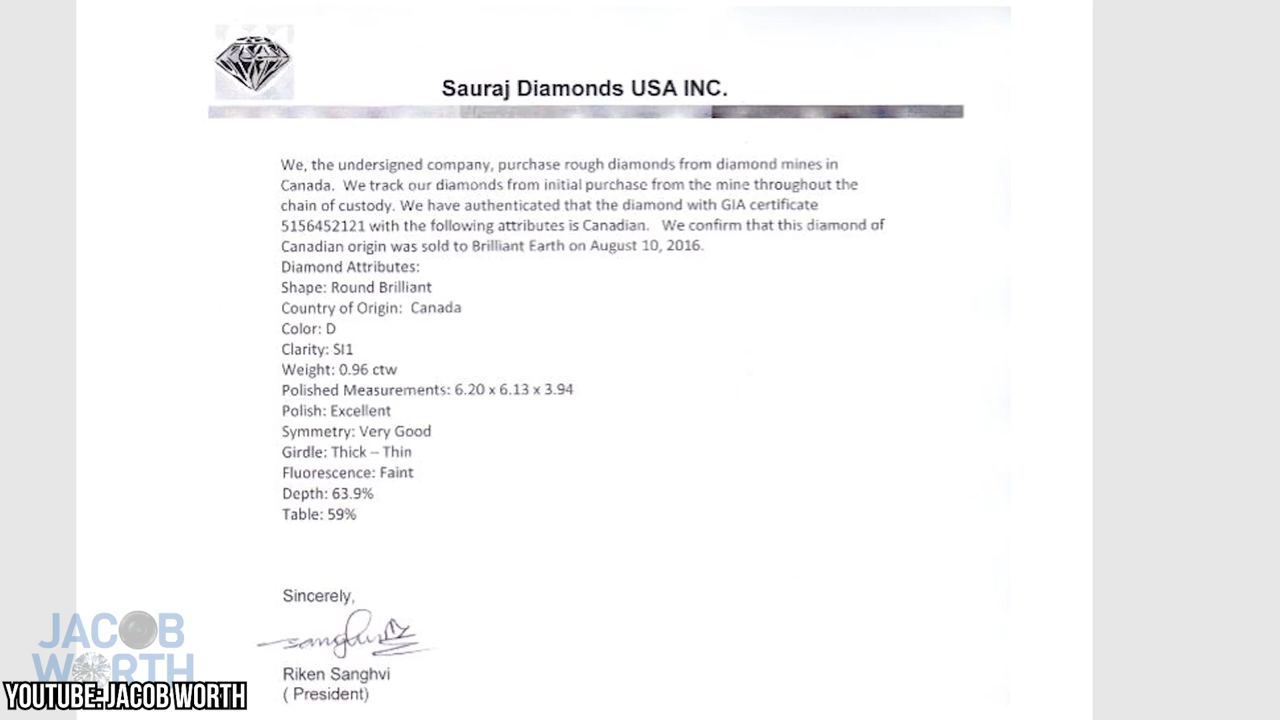 Sauraj Diamonds USA INC.
We, the undersigned company, purchase rough diamonds from diamond mines in
Canada. We track our diamonds from initial purchase from the mine throughout the
chain of custody. We have authenticated that the diamond with GIA certificate
5156452121 with the following attributes is Canadian. We confirm that this diamond of
Canadian origin was sold to Brilliant Earth on August 10, 2016.
Diamond Attributes:
Shape: Round Brilliant
Country of Origin: Canada
Color: D
Clarity: SI1
Weight: 0.96 ctw
Polished Measurements: 6.20 x 6.13 x 3.94
Polish: Excellent
Symmetry: Very Good
Girdle: Thick – Thin
Fluorescence: Faint
Depth: 63.9%
Table: 59%
Sincerely,
Riken Sanghvi
( President)
JACOB
WORTH
YOUTUBE: JACOB WORTH